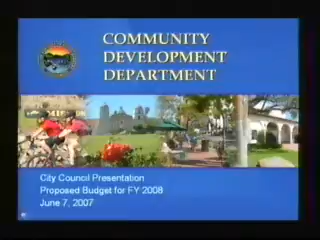 COMMUNITY
DEVELOPMENT
DEPARTMENT
City Council Presentation
Proposed Budget for FY 2008
June 7, 2007